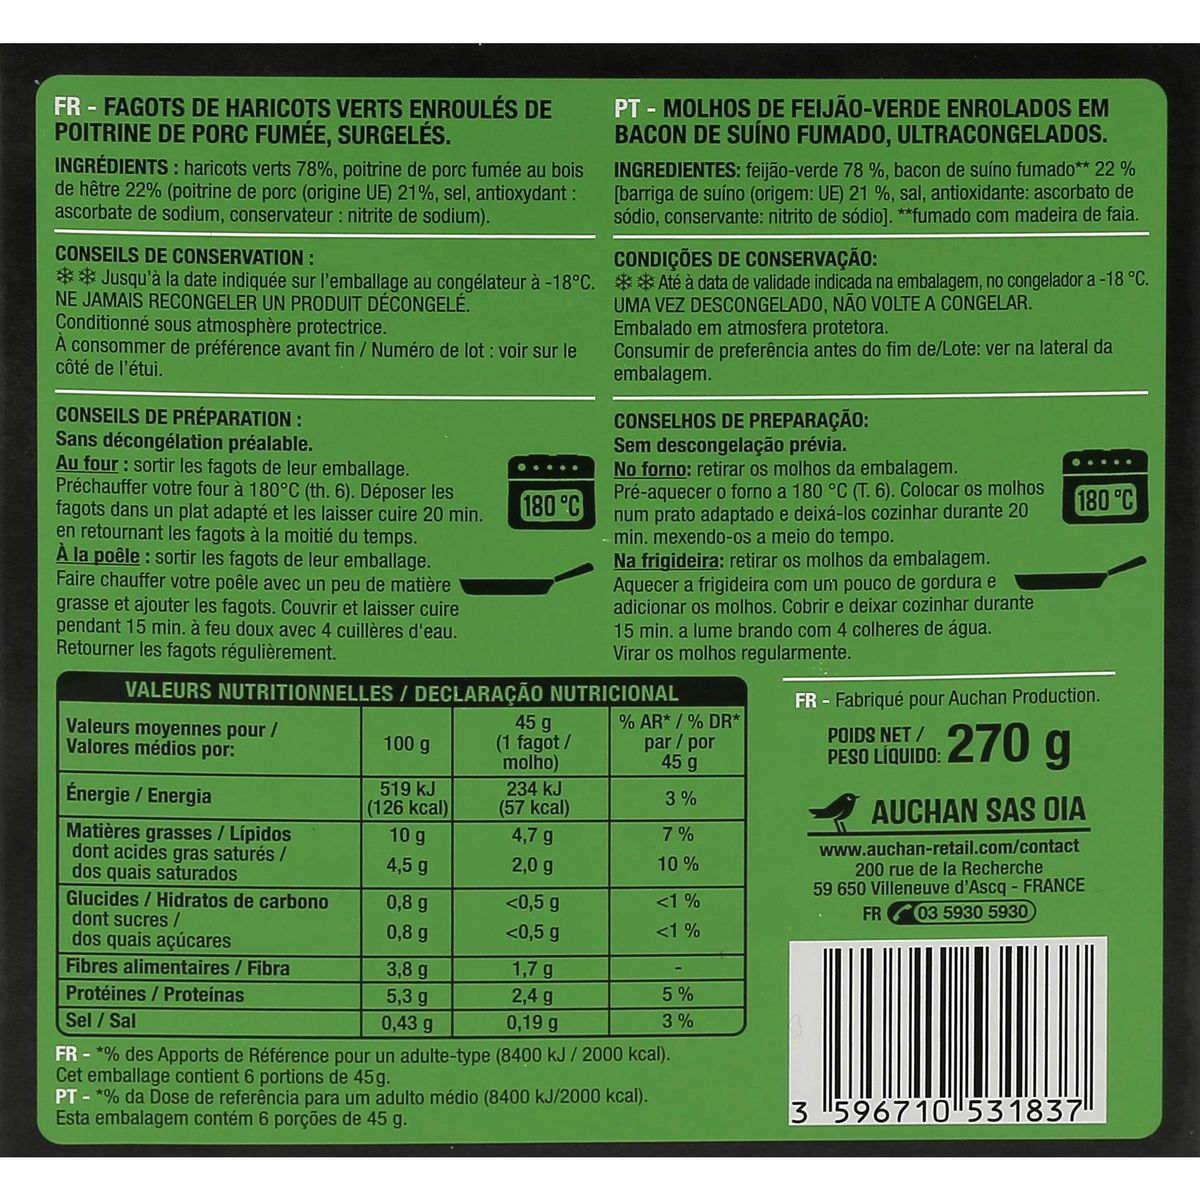 FR - FAGOTS DE HARICOTS VERTS ENROULÉS DE
POITRINE DE PORC FUMÉE, SURGELÉS.
INGRÉDIENTS : haricots verts 78%, poitrine de porc fumée au bois
de hêtre 22% (poitrine de porc (origine UE) 21%, sel, antioxydant :
ascorbate de sodium, conservateur : nitrite de sodium).
CONSEILS DE CONSERVATION :
❄❄ Jusqu'à la date indiquée sur l'emballage au congélateur à -18°C.
NE JAMAIS RECONGELER UN PRODUIT DÉCONGELÉ.
Conditionné sous atmosphère protectrice.
À consommer de préférence avant fin / Numéro de lot : voir sur le
côté de l'étui.
CONSEILS DE PRÉPARATION :
Sans décongélation préalable.
Au four : sortir les fagots de leur emballage.
Préchauffer votre four à 180°C (th. 6). Déposer les
fagots dans un plat adapté et les laisser cuire 20 min.
en retournant les fagots à la moitié du temps.
180 °C
À la poêle : sortir les fagots de leur emballage.
Faire chauffer votre poêle avec un peu de matière
grasse et ajouter les fagots. Couvrir et laisser cuire
pendant 15 min. à feu doux avec 4 cuillères d'eau.
Retourner les fagots régulièrement.
PT - MOLHOS DE FEIJÃO-VERDE ENROLADOS EM
BACON DE SUÍNO FUMADO, ULTRACONGELADOS.
INGREDIENTES: feijão-verde 78 %, bacon de suíno fumado** 22 %
[barriga de suíno (origem: UE) 21 %, sal, antioxidante: ascorbato de
sódio, conservante: nitrito de sódio]. **fumado com madeira de faia.
CONDIÇÕES DE CONSERVAÇÃO:
❄❄ Até à data de validade indicada na embalagem, no congelador a -18 °C.
UMA VEZ DESCONGELADO, NÃO VOLTE A CONGELAR.
Embalado em atmosfera protetora.
Consumir de preferência antes do fim de/Lote: ver na lateral da
embalagem.
CONSELHOS DE PREPARAÇÃO:
Sem descongelação prévia.
No forno: retirar os molhos da embalagem.
Pré-aquecer o forno a 180 °C (T. 6). Colocar os molhos
num prato adaptado e deixá-los cozinhar durante 20
min. mexendo-os a meio do tempo.
180 °C
Na frigideira: retirar os molhos da embalagem.
Aquecer a frigideira com um pouco de gordura e
adicionar os molhos. Cobrir e deixar cozinhar durante
15 min. a lume brando com 4 colheres de água.
Virar os molhos regularmente.
VALEURS NUTRITIONNELLES / DECLARAÇÃO NUTRICIONAL
Valeurs moyennes pour /
Valores médios por:
100 g
45 g
(1 fagot /
molho)
% AR* / % DR*
par / por
45 g
Énergie / Energia
519 kJ
(126 kcal)
234 kJ
(57 kcal)
3 %
Matières grasses / Lípidos 10 g 4,7 g 7 %
dont acides gras saturés /
dos quais saturados 4,5 g 2,0 g 10 %
Glucides / Hidratos de carbono 0,8 g <0,5 g <1 %
dont sucres /
dos quais açúcares 0,8 g <0,5 g <1 %
Fibres alimentaires / Fibra 3,8 g 1,7 g -
Protéines / Proteínas 5,3 g 2,4 g 5 %
Sel / Sal 0,43 g 0,19 g 3 %
FR - *% des Apports de Référence pour un adulte-type (8400 kJ / 2000 kcal).
Cet emballage contient 6 portions de 45g.
PT - *% da Dose de referência para um adulto médio (8400 kJ/2000 kcal).
Esta embalagem contém 6 porções de 45 g.
FR - Fabriqué pour Auchan Production.
POIDS NET /
PESO LÍQUIDO: 270 g
AUCHAN SAS OIA
www.auchan-retail.com/contact
200 rue de la Recherche
59 650 Villeneuve d'Ascq - FRANCE
FR 03 5930 5930
3 596710 531837